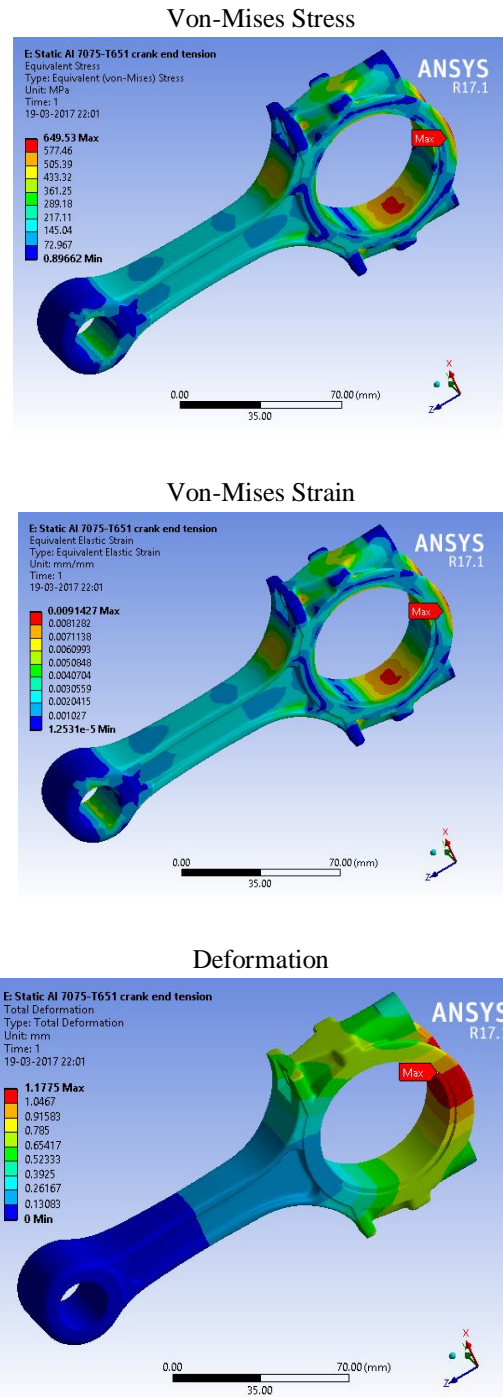 Von-Mises Stress
E: Static Al 7075-T651 crank end tension
Equivalent Stress
Type: Equivalent (von-Mises) Stress
Unit: MPa
Time: 1
19-03-2017 22:01
ANSYS
R17.1
649.53 Max
577.46
505.39
433.32
361.25
289.18
217.11
145.04
72.967
0.89662 Min
Max
0.00
70.00 (mm)
35.00
X
Z
Von-Mises Strain
E: Static Al 7075-T651 crank end tension
Equivalent Elastic Strain
Type: Equivalent Elastic Strain
Unit: mm/mm
Time: 1
19-03-2017 22:01
ANSYS
R17.1
0.0091427 Max
0.0081282
0.0071138
0.0060993
0.0050848
0.0040704
0.0030559
0.0020415
0.001027
1.2531e-5 Min
Max
0.00
70.00 (mm)
35.00
X
Z
Deformation
E: Static Al 7075-T651 crank end tension
Total Deformation
Type: Total Deformation
Unit: mm
Time: 1
19-03-2017 22:01
ANSYS
R17.1
1.1775 Max
1.0467
0.91583
0.785
0.65417
0.52333
0.3925
0.26167
0.13083
0 Min
Max
0.00
70.00 (mm)
35.00
X
Z